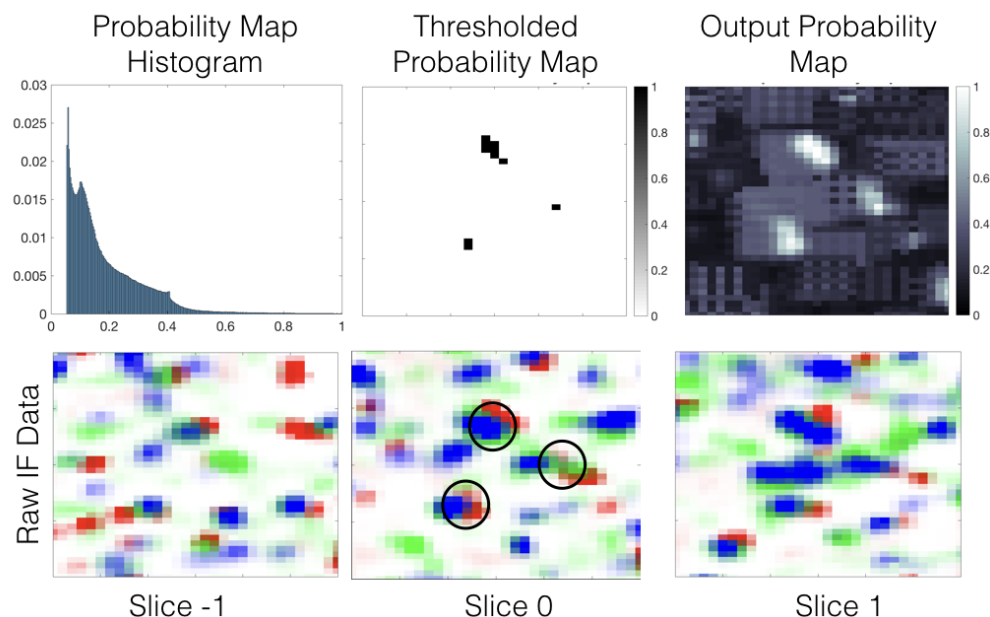 Probability Map
Histogram
Thresholded
Probability Map
Output Probability
Map
0.03
0.025
0.02
0.015
0.01
0.005
0
0 0.2 0.4 0.6 0.8 1
1
0.8
0.6
0.4
0.2
0
1
0.8
0.6
0.4
0.2
0
Raw IF Data
Slice -1
Slice 0
Slice 1